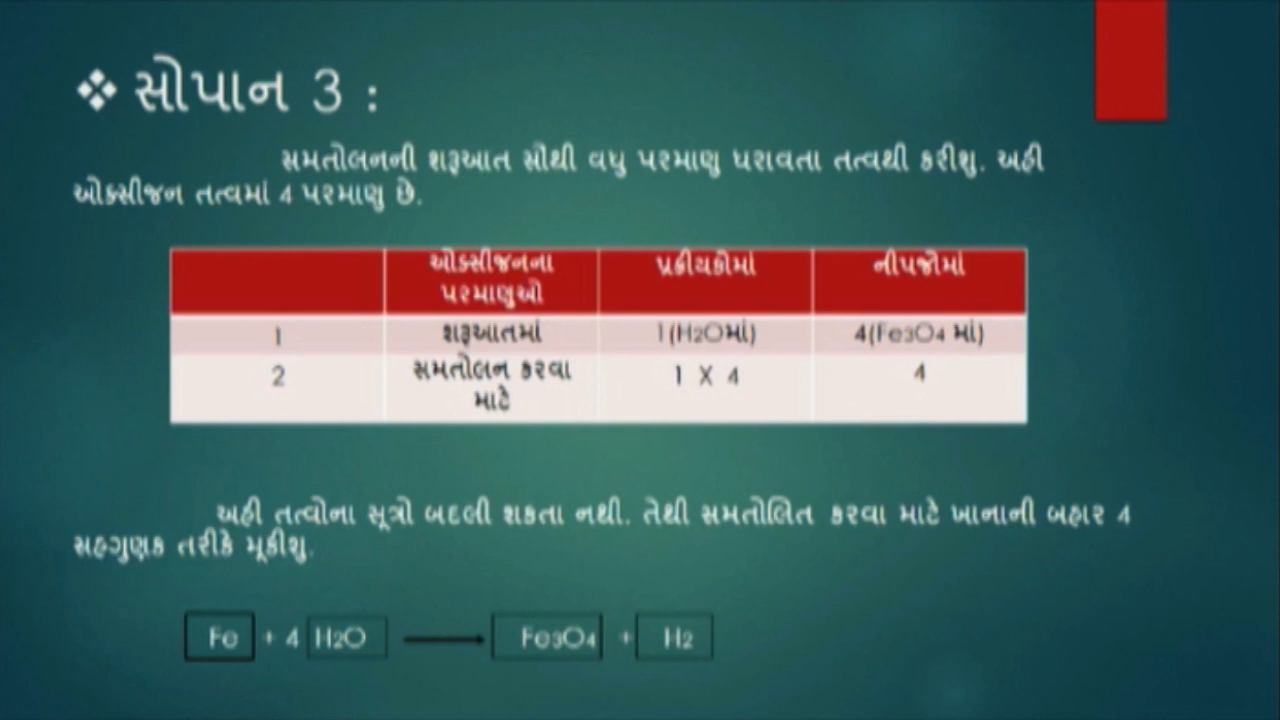 ❖ સોપાન 3 :
સમતોલનની શરૂઆત સૌથી વધુ પરમાણુ ધરાવતા તત્વથી કરીશુ. અહી
ઓક્સીજન તત્વમાં 4 પરમાણુ છે.
ઓક્સીજનના પરમાણુઓ પ્રક્રીયકોમાં નીપજોમાં
1 શરૂઆતમાં 1(H2Oમાં) 4(Fe3O4 માં)
2 સમતોલન કરવા માટે 1 X 4 4
અહી તત્વોના સૂત્રો બદલી શકતા નથી. તેથી સમતોલિત કરવા માટે ખાનાની બહાર 4
સહગુણક તરીકે મૂકીશુ.
Fe + 4 H2O ⟶ Fe3O4 + H2